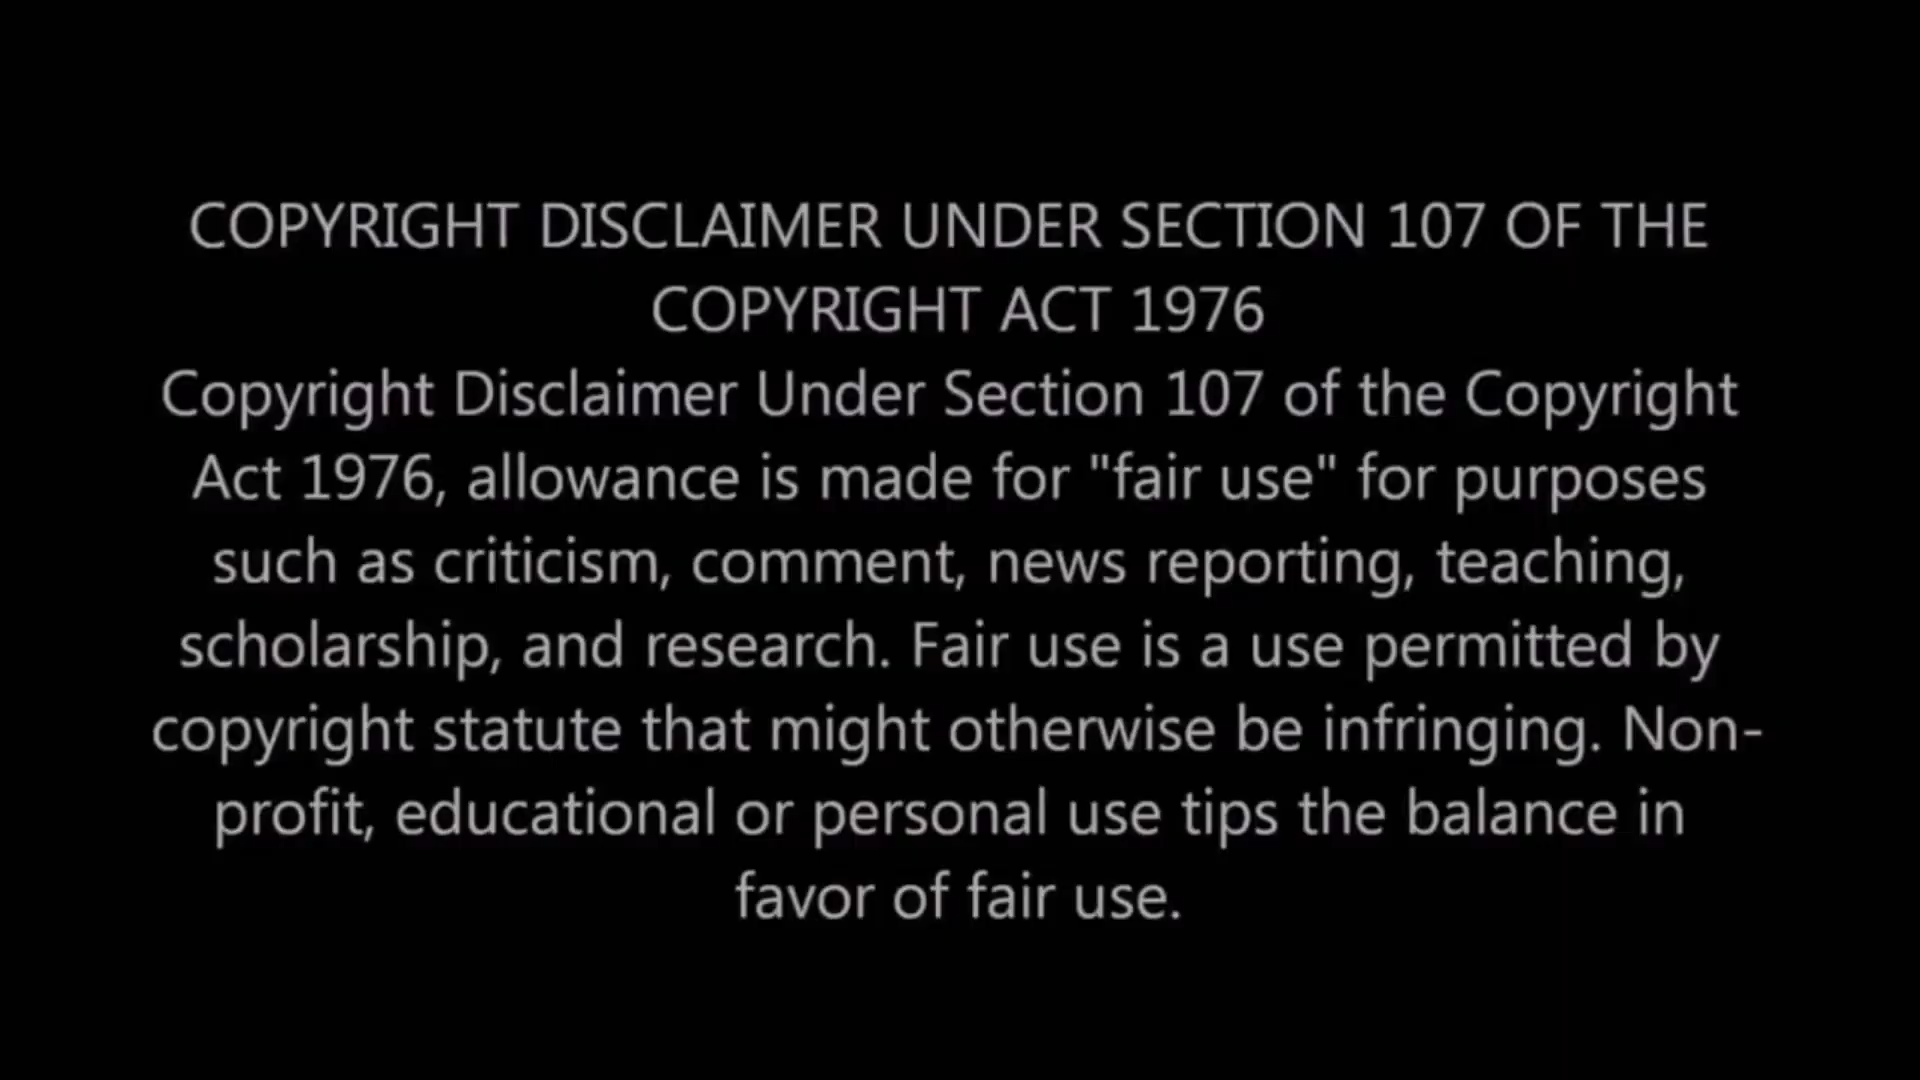 COPYRIGHT DISCLAIMER UNDER SECTION 107 OF THE
COPYRIGHT ACT 1976
Copyright Disclaimer Under Section 107 of the Copyright
Act 1976, allowance is made for "fair use" for purposes
such as criticism, comment, news reporting, teaching,
scholarship, and research. Fair use is a use permitted by
copyright statute that might otherwise be infringing. Non-
profit, educational or personal use tips the balance in
favor of fair use.